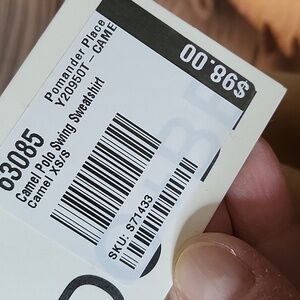 Pomander Place
Y20950T - CAME
63085
Camel Polo Swing Sweatshirt
Camel, XS/S
SKU: S71433
$98.00